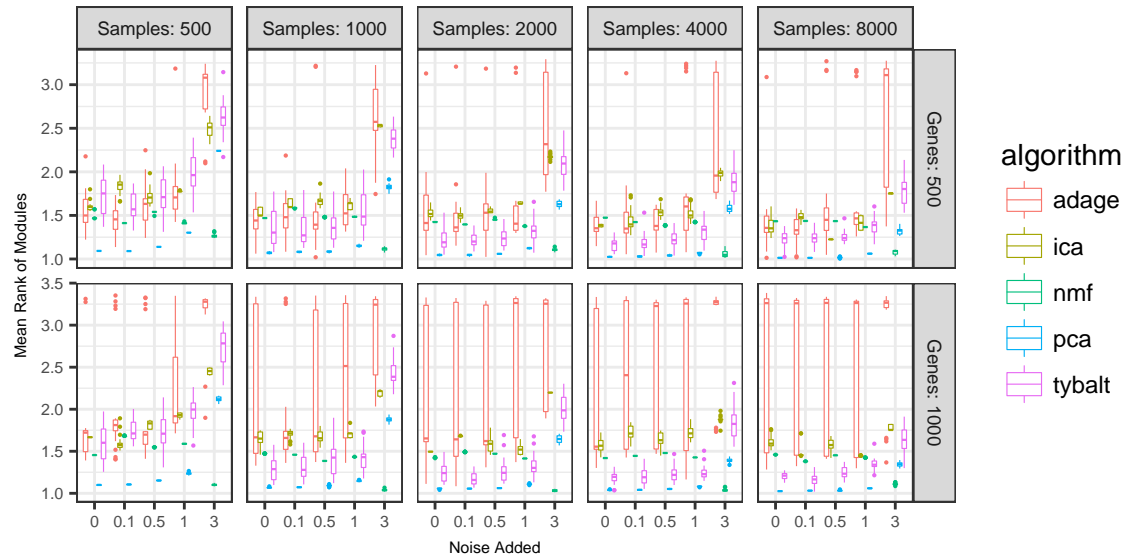 Samples: 500 Samples: 1000 Samples: 2000 Samples: 4000 Samples: 8000
3.0
2.5
2.0
1.5
1.0
Genes: 500
3.5
3.0
2.5
2.0
1.5
1.0
Genes: 1000
Mean Rank of Modules
0 0.1 0.5 1 3 0 0.1 0.5 1 3 0 0.1 0.5 1 3 0 0.1 0.5 1 3 0 0.1 0.5 1 3
Noise Added
algorithm
adage
ica
nmf
pca
tybalt